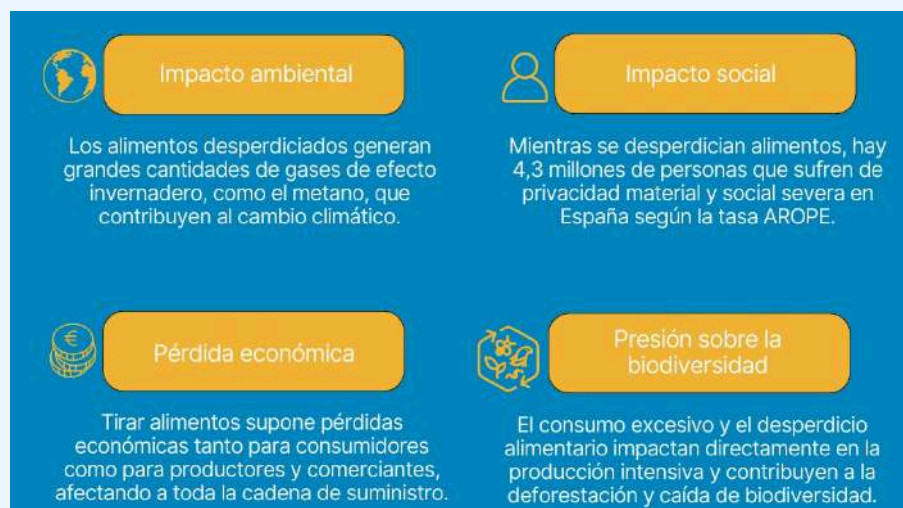 Impacto ambiental
Los alimentos desperdiciados generan
grandes cantidades de gases de efecto
invernadero, como el metano, que
contribuyen al cambio climático.
Impacto social
Mientras se desperdician alimentos, hay
4,3 millones de personas que sufren de
privacidad material y social severa en
España según la tasa AROPE.
Pérdida económica
Tirar alimentos supone pérdidas
económicas tanto para consumidores
como para productores y comerciantes,
afectando a toda la cadena de suministro.
Presión sobre la
biodiversidad
El consumo excesivo y el desperdicio
alimentario impactan directamente en la
producción intensiva y contribuyen a la
deforestación y caída de biodiversidad.